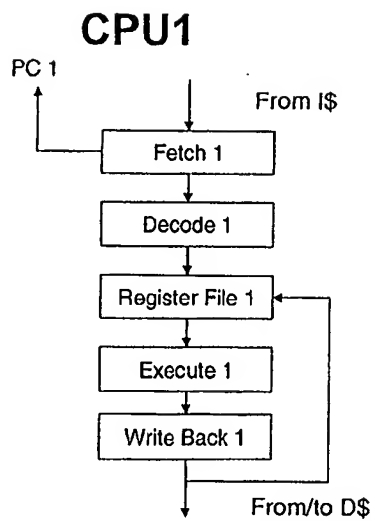 CPU1
PC 1
From I$
Fetch 1
Decode 1
Register File 1
Execute 1
Write Back 1
From/to D$